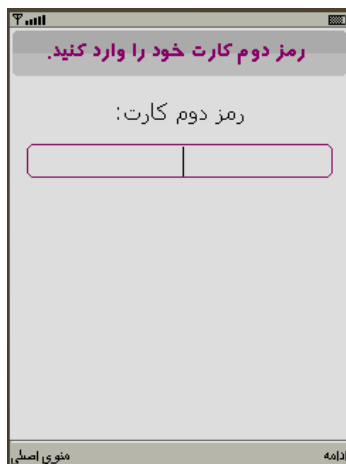 رمز دوم کارت خود را وارد کنید.
رمز دوم کارت:
ادامه
منوی اصلی